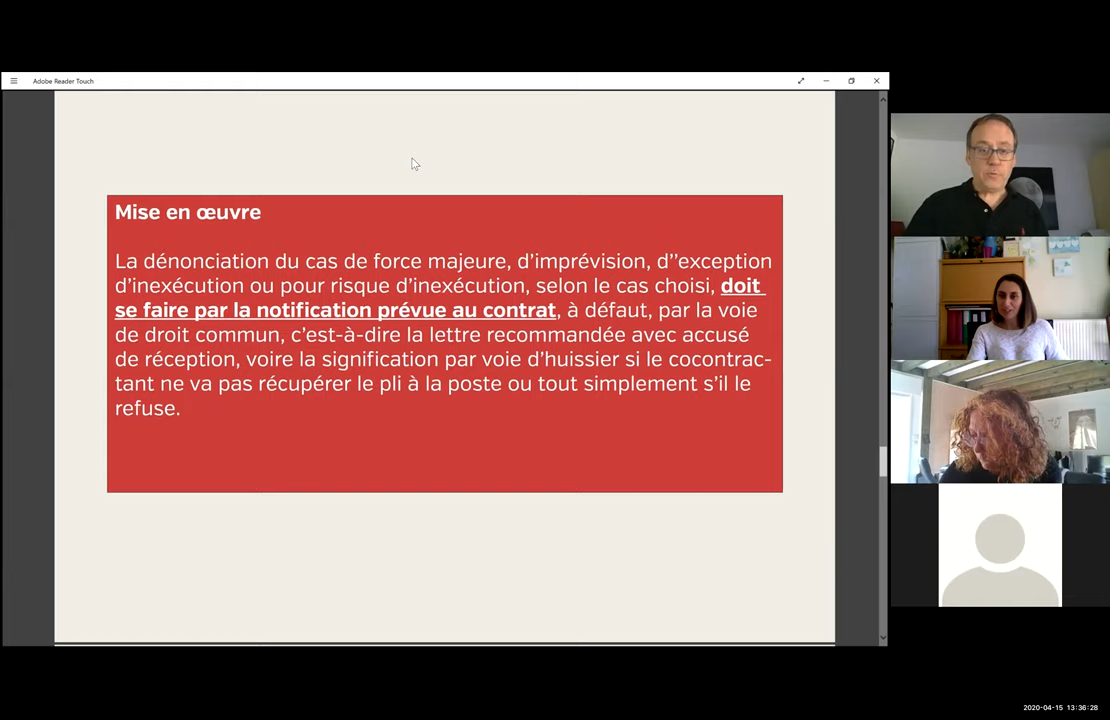 Adobe Reader Touch
Mise en œuvre
La dénonciation du cas de force majeure, d’imprévision, d’’exception
d’inexécution ou pour risque d’inexécution, selon le cas choisi, doit
se faire par la notification prévue au contrat, à défaut, par la voie
de droit commun, c’est-à-dire la lettre recommandée avec accusé
de réception, voire la signification par voie d’huissier si le cocontrac-
tant ne va pas récupérer le pli à la poste ou tout simplement s’il le
refuse.
2020-04-15 13:36:28